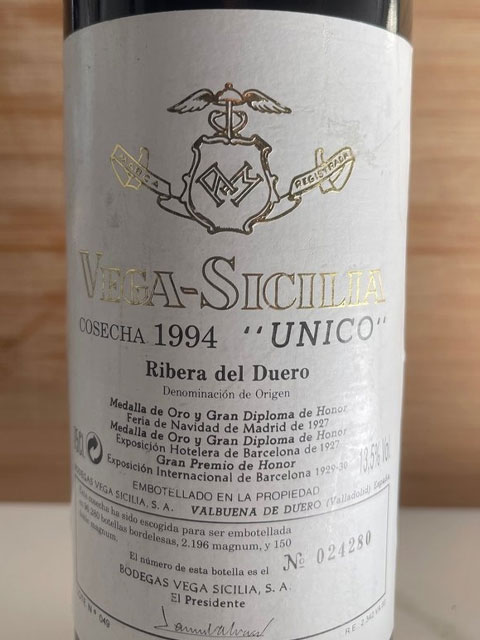 MARCA REGISTRADA
VEGA-SICILIA
COSECHA 1994 "UNICO"
Ribera del Duero
Denominación de Origen
Medalla de Oro y Gran Diploma de Honor
Feria de Navidad de Madrid de 1927
Medalla de Oro y Gran Diploma de Honor
Exposición Hotelera de Barcelona de 1927
Gran Premio de Honor
Exposición Internacional de Barcelona 1929-30
13,5% Vol.
EMBOTELLADO EN LA PROPIEDAD
BODEGAS VEGA SICILIA, S. A. VALBUENA DE DUERO (Valladolid) España
Esta cosecha ha sido escogida para ser embotellada
botellas bordelesas, 2.196 magnum, y 150
magnum.
El número de esta botella es el Nº 024280
BODEGAS VEGA SICILIA, S. A.
El Presidente